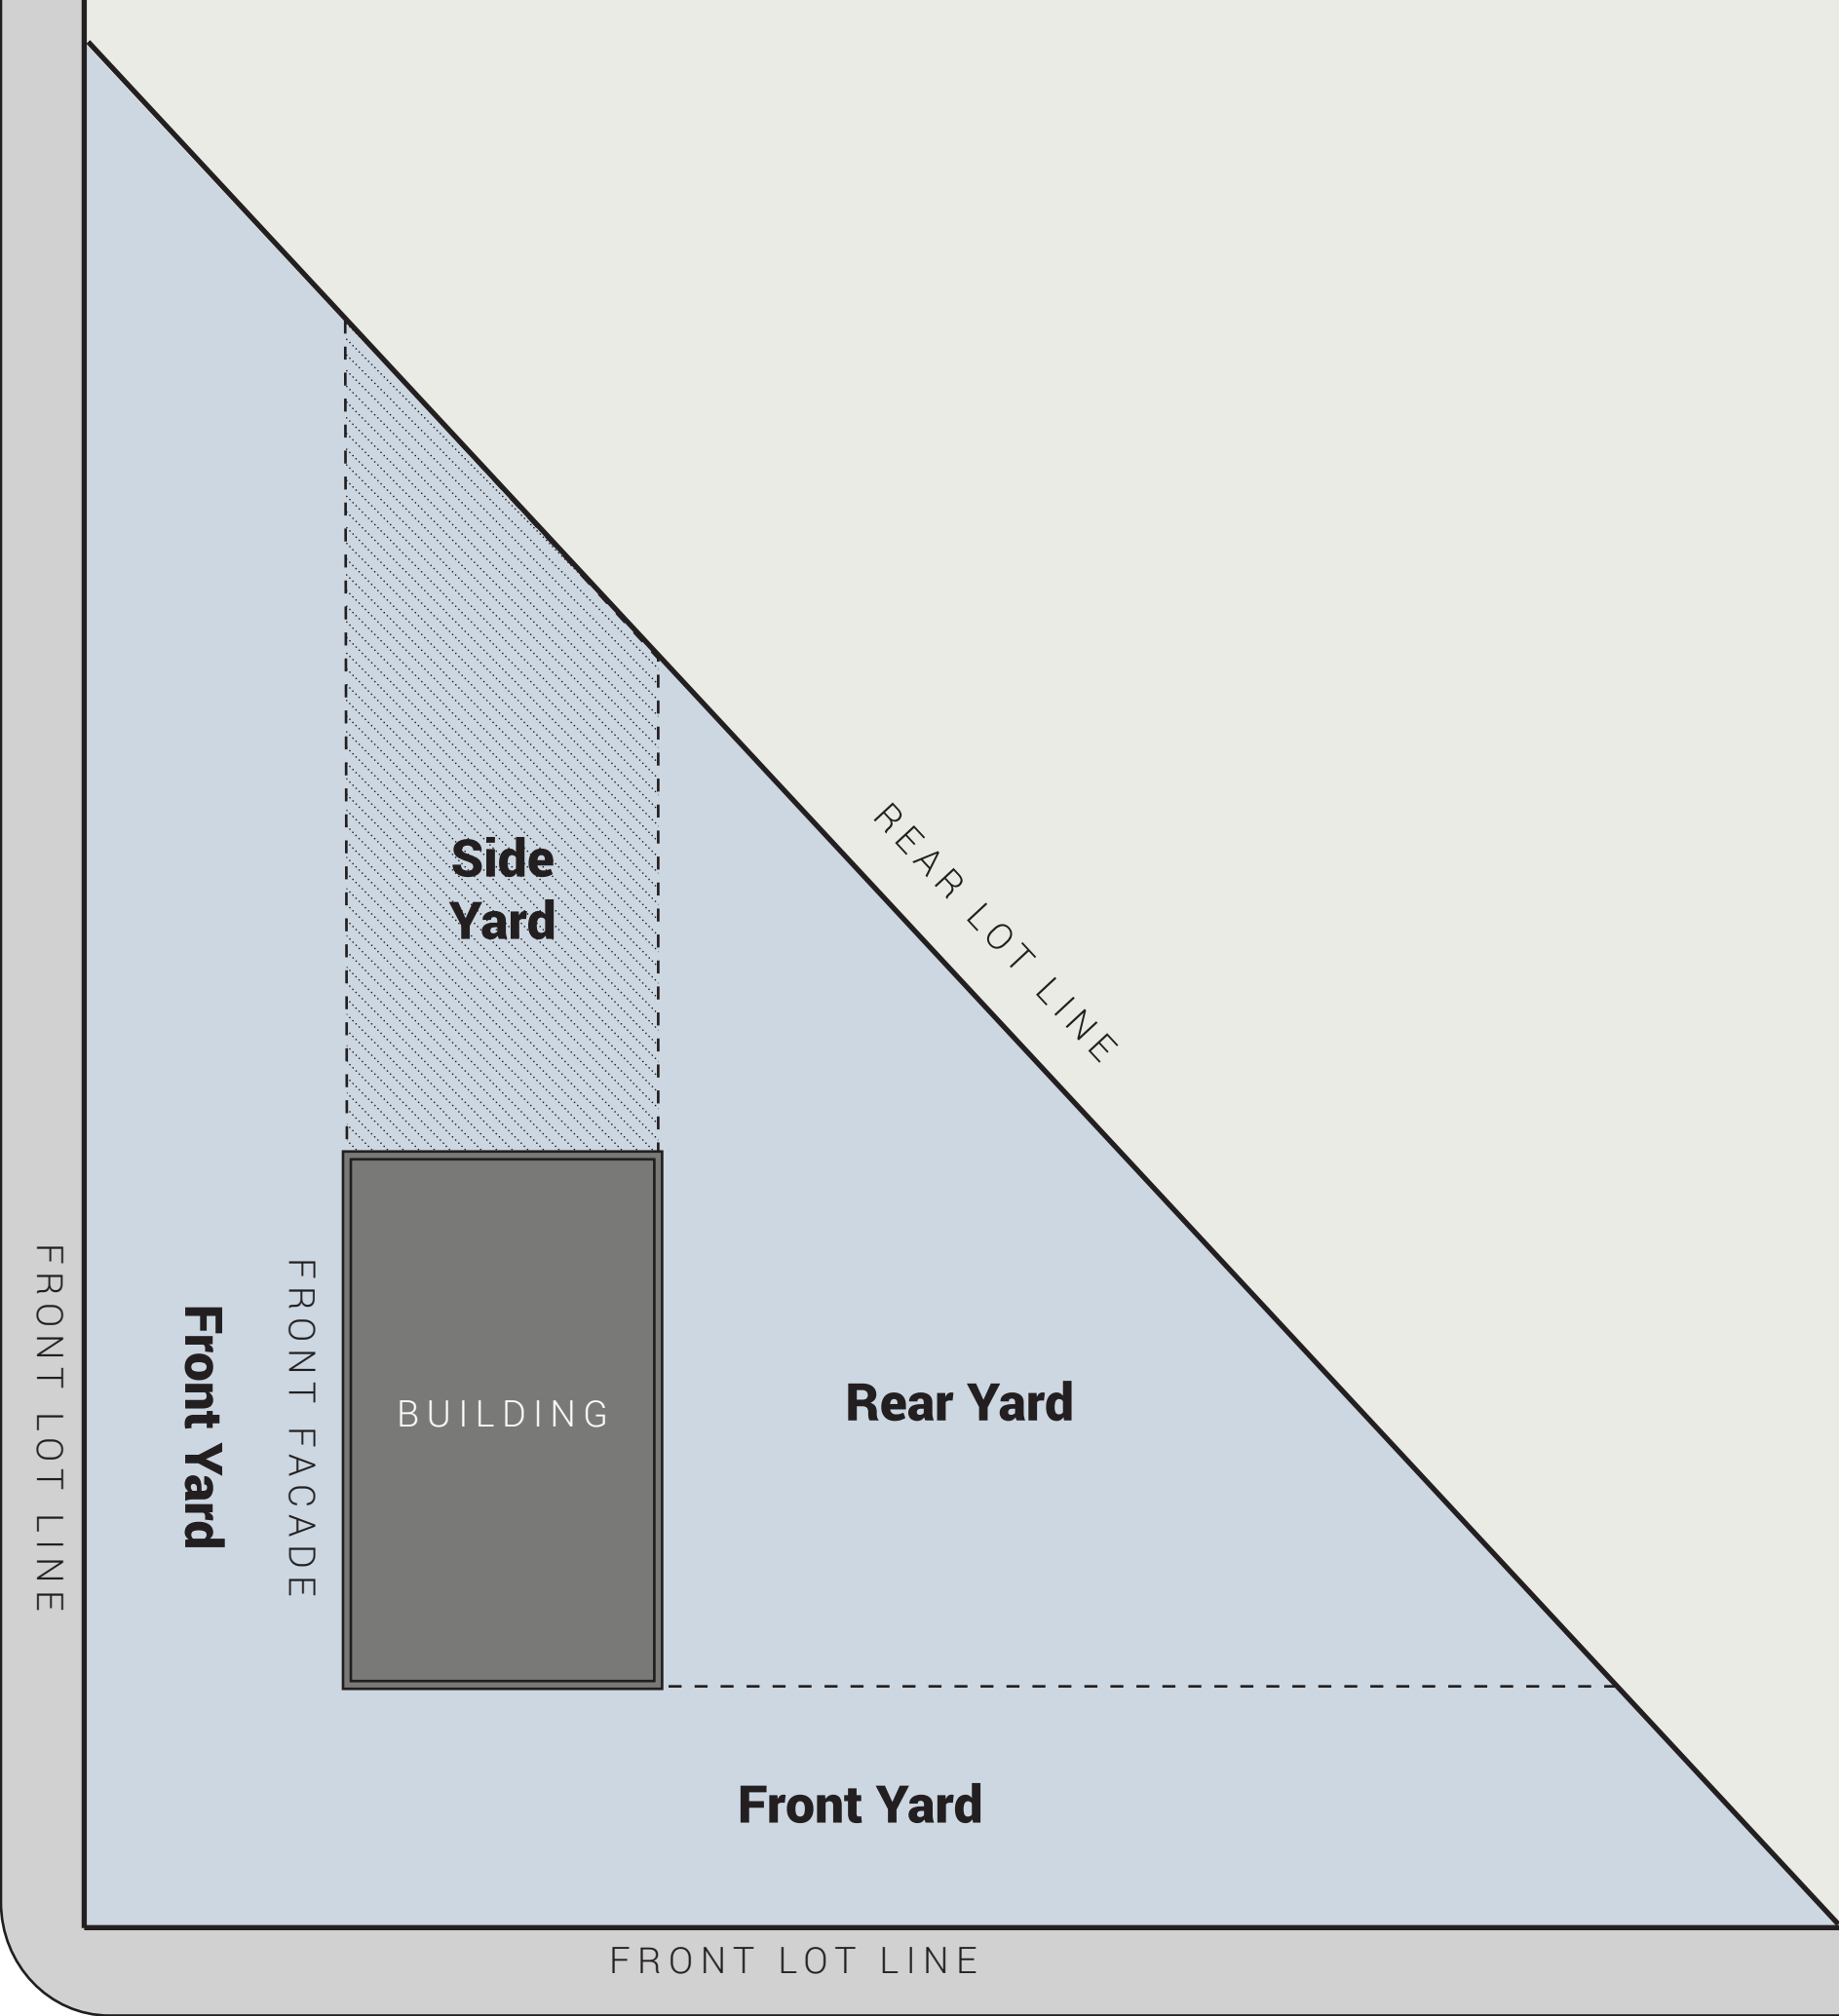 REAR LOT LINE
Side
Yard
FRONT LOT LINE
Front Yard
FRONT FACADE
BUILDING
Rear Yard
Front Yard
FRONT LOT LINE